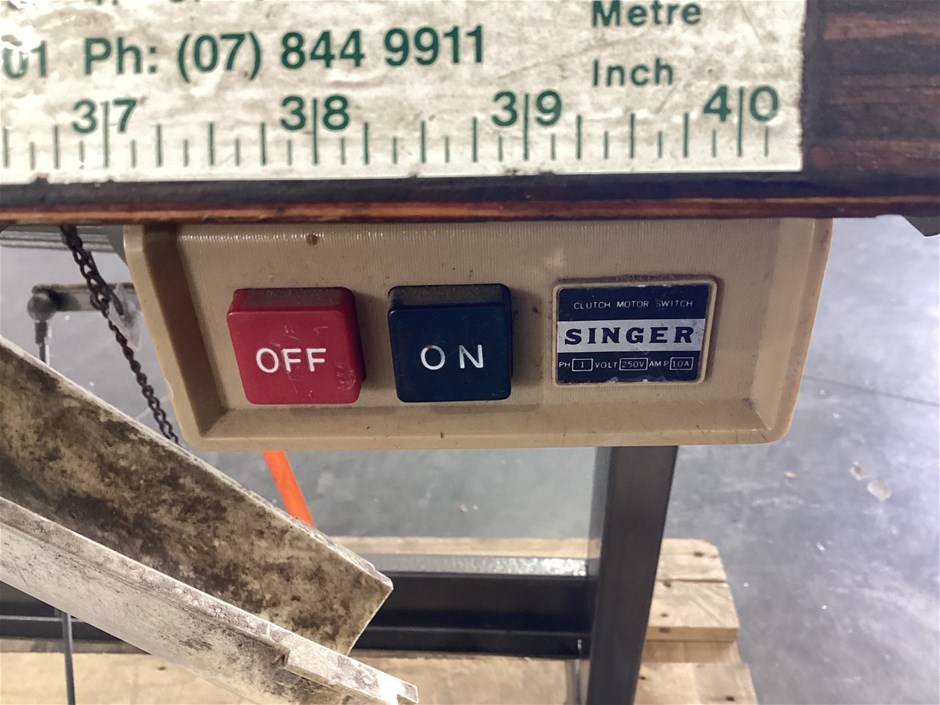 Metre
01 Ph: (07) 844 9911
Inch
37 38 39 40
OFF
ON
CLUTCH MOTOR SWITCH
SINGER
PH 1 VOLT 250V AMP 10A